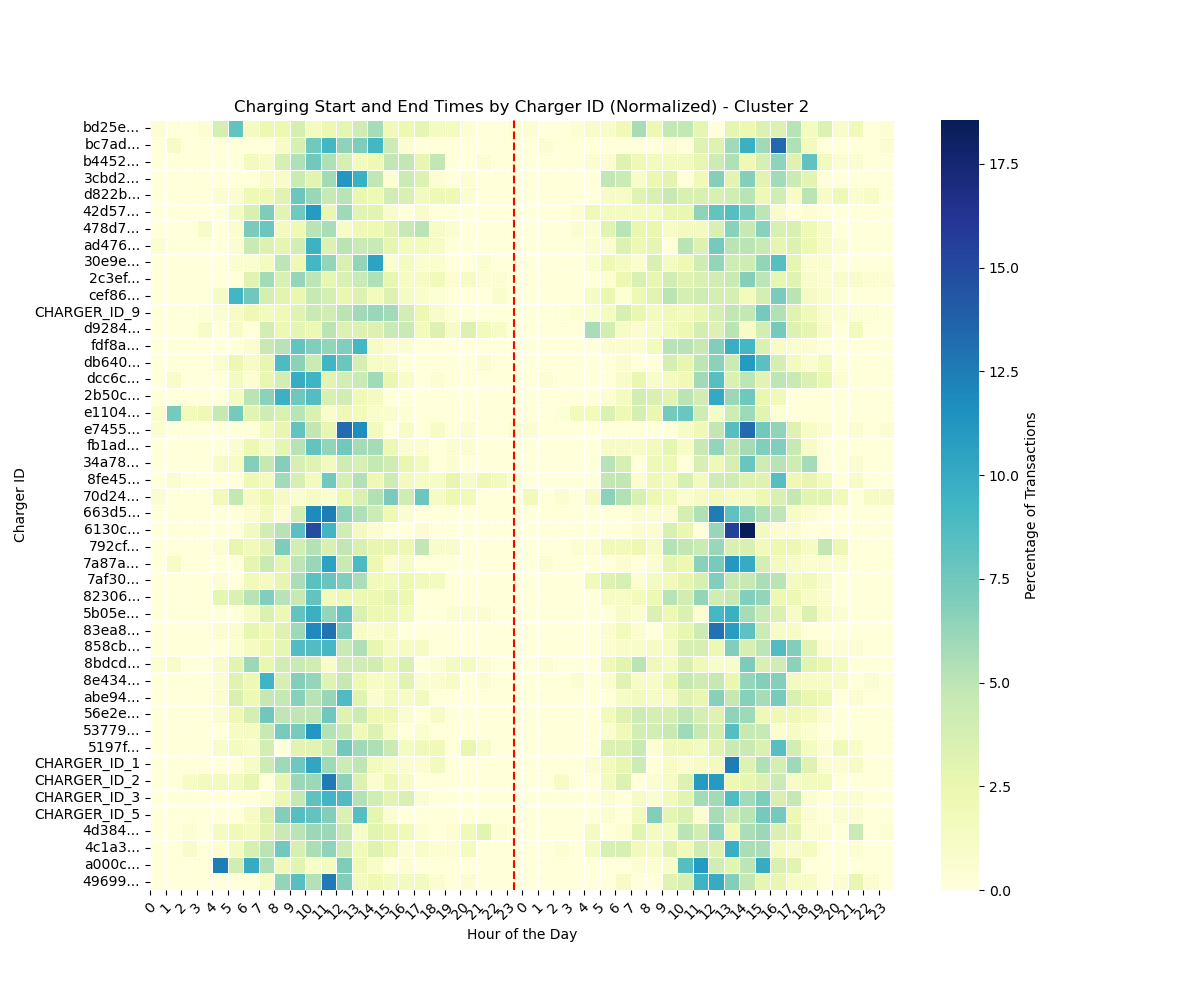 Charging Start and End Times by Charger ID (Normalized) - Cluster 2
Charger ID
bd25e...
bc7ad...
b4452...
3cbd2...
d822b...
42d57...
478d7...
ad476...
30e9e...
2c3ef...
cef86...
CHARGER_ID_9
d9284...
fdf8a...
db640...
dcc6c...
2b50c...
e1104...
e7455...
fb1ad...
34a78...
8fe45...
70d24...
663d5...
6130c...
792cf...
7a87a...
7af30...
82306...
5b05e...
83ea8...
858cb...
8bdcd...
8e434...
abe94...
56e2e...
53779...
5197f...
CHARGER_ID_1
CHARGER_ID_2
CHARGER_ID_3
CHARGER_ID_5
4d384...
4c1a3...
a000c...
49699...
0 1 2 3 4 5 6 7 8 9 10 11 12 13 14 15 16 17 18 19 20 21 22 23 0 1 2 3 4 5 6 7 8 9 10 11 12 13 14 15 16 17 18 19 20 21 22 23
Hour of the Day
17.5
15.0
12.5
10.0
7.5
5.0
2.5
0.0
Percentage of Transactions